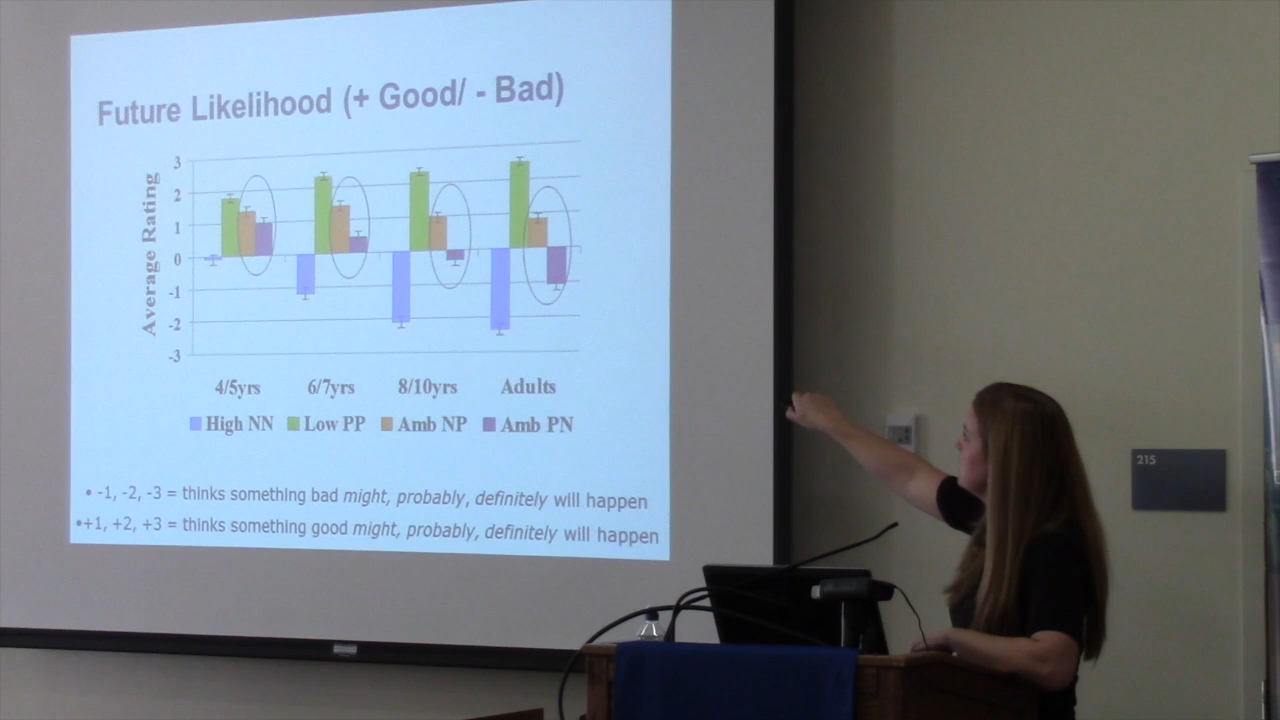 Future Likelihood (+ Good/ - Bad)
Average Rating
3
2
1
0
-1
-2
-3
4/5yrs 6/7yrs 8/10yrs Adults
High NN Low PP Amb NP Amb PN
• -1, -2, -3 = thinks something bad might, probably, definitely will happen
•+1, +2, +3 = thinks something good might, probably, definitely will happen
215